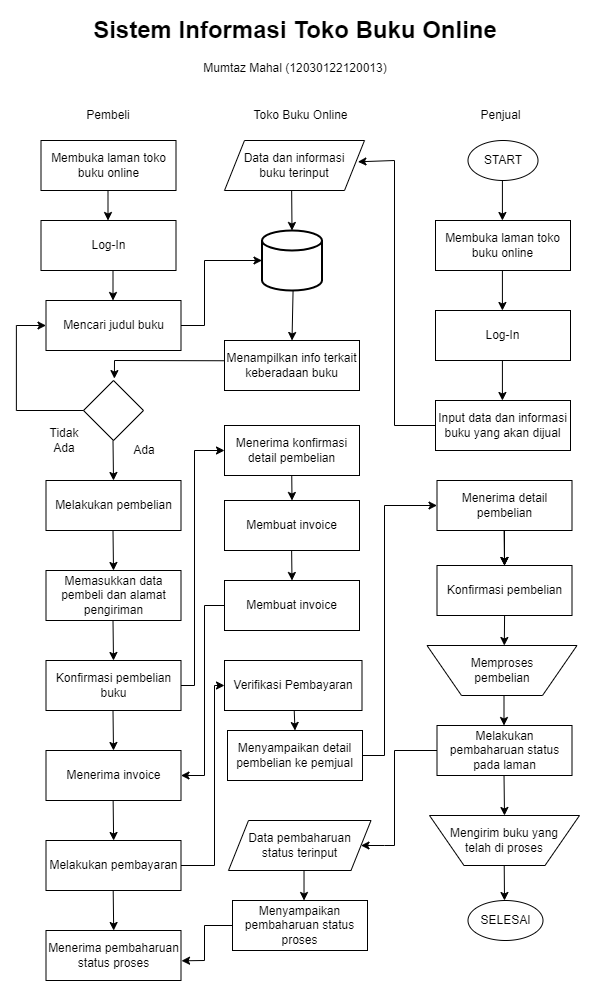 Sistem Informasi Toko Buku Online
Mumtaz Mahal (12030122120013)
Pembeli
Toko Buku Online
Penjual
Membuka laman toko
buku online
Log-In
Mencari judul buku
Tidak
Ada
Ada
Melakukan pembelian
Memasukkan data
pembeli dan alamat
pengiriman
Konfirmasi pembelian
buku
Menerima invoice
Melakukan pembayaran
Menerima pembaharuan
status proses
Data dan informasi
buku terinput
Menampilkan info terkait
keberadaan buku
Menerima konfirmasi
detail pembelian
Membuat invoice
Membuat invoice
Verifikasi Pembayaran
Menyampaikan detail
pembelian ke pemjual
Data pembaharuan
status terinput
Menyampaikan
pembaharuan status
proses
START
Membuka laman toko
buku online
Log-In
Input data dan informasi
buku yang akan dijual
Menerima detail
pembelian
Konfirmasi pembelian
Memproses
pembelian
Melakukan
pembaharuan status
pada laman
Mengirim buku yang
telah di proses
SELESAI